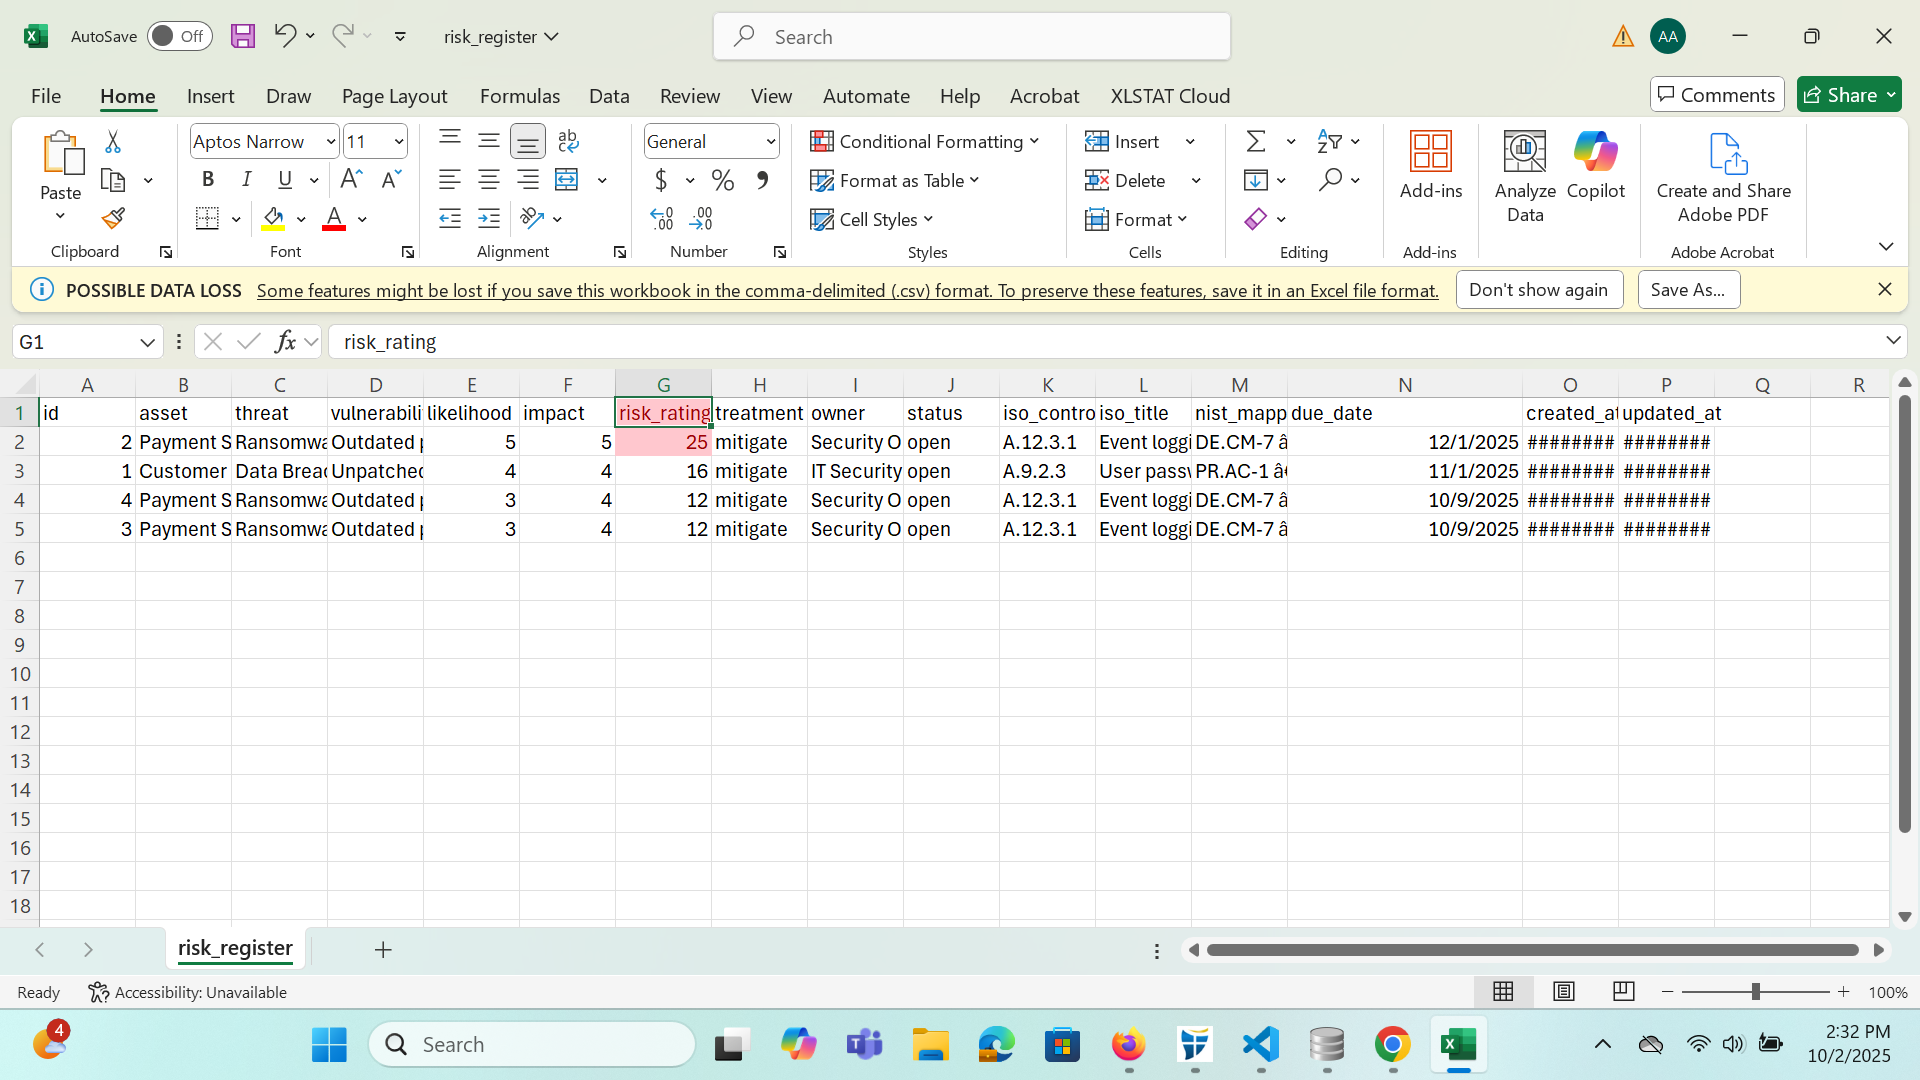 AutoSave Off risk_register Search AA
File Home Insert Draw Page Layout Formulas Data Review View Automate Help Acrobat XLSTAT Cloud Comments Share
Paste
Clipboard
Aptos Narrow 11
B I U A A
A
Font
ab
c
Alignment
General
$ % 9
.0 .00
.00 .0
Number
Conditional Formatting
Format as Table
Cell Styles
Styles
Insert
Delete
Format
Cells
Editing
Add-ins
Add-ins
Analyze
Data
Copilot
Create and Share
Adobe PDF
Adobe Acrobat
POSSIBLE DATA LOSS Some features might be lost if you save this workbook in the comma-delimited (.csv) format. To preserve these features, save it in an Excel file format. Don't show again Save As...
G1 fx risk_rating
A B C D E F G H I J K L M N O P Q R
1 id asset threat vulnerabili likelihood impact risk_rating treatment owner status iso_contro iso_title nist_mapp due_date created_at updated_at
2 2 Payment S Ransomwa Outdated p 5 5 25 mitigate Security O open A.12.3.1 Event loggi DE.CM-7 â 12/1/2025 ######## ########
3 1 Customer Data Breac Unpatched 4 4 16 mitigate IT Security open A.9.2.3 User passw PR.AC-1 â€ 11/1/2025 ######## ########
4 4 Payment S Ransomwa Outdated p 3 4 12 mitigate Security O open A.12.3.1 Event loggi DE.CM-7 â 10/9/2025 ######## ########
5 3 Payment S Ransomwa Outdated p 3 4 12 mitigate Security O open A.12.3.1 Event loggi DE.CM-7 â 10/9/2025 ######## ########
6
7
8
9
10
11
12
13
14
15
16
17
18
risk_register
Ready Accessibility: Unavailable 100%
4 Search 2:32 PM
10/2/2025